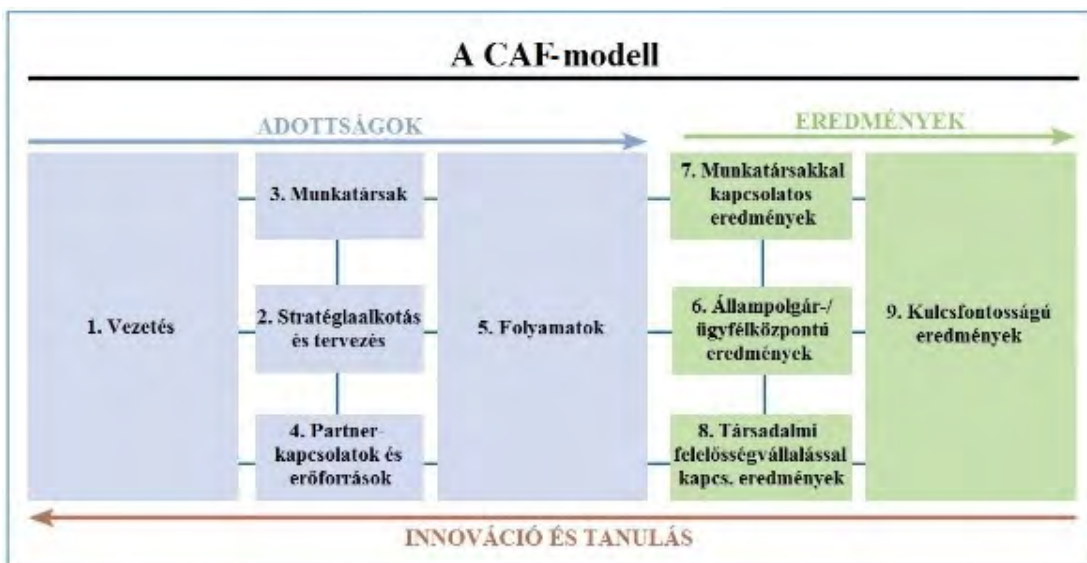 A CAF-modell
ADOTTSÁGOK
EREDMÉNYEK
1. Vezetés
3. Munkatársak
2. Stratégiaalkotás
és tervezés
4. Partner-
kapcsolatok és
erőforrások
5. Folyamatok
7. Munkatársakkal
kapcsolatos
eredmények
6. Állampolgár-/
ügyfélközpontú
eredmények
8. Társadalmi
felelősségvállalással
kapcs. eredmények
9. Kulcsfontosságú
eredmények
INNOVÁCIÓ ÉS TANULÁS